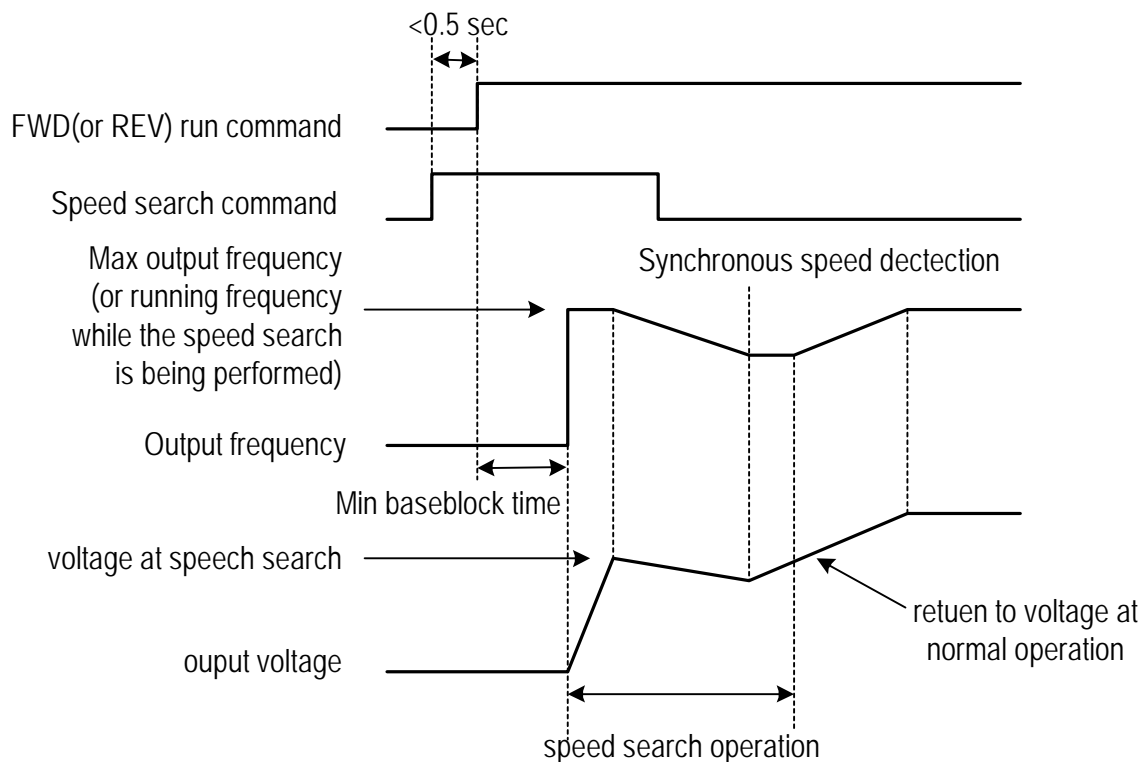 <0.5 sec
FWD(or REV) run command
Speed search command
Max output frequency
(or running frequency
while the speed search
is being performed)
Synchronous speed dectection
Output frequency
Min baseblock time
voltage at speech search
retuen to voltage at
normal operation
ouput voltage
speed search operation